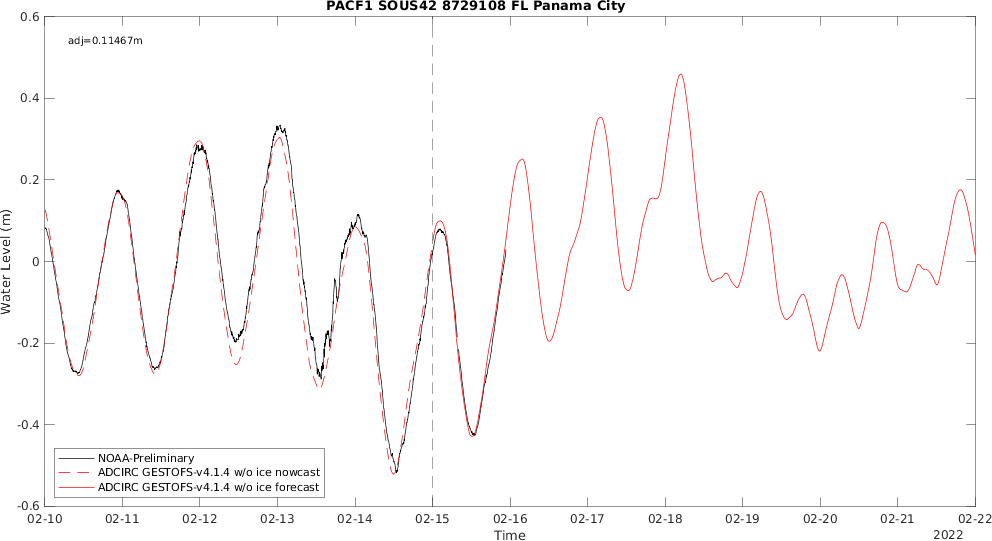 PACF1 SOUS42 8729108 FL Panama City
adj=0.11467m
Water Level (m)
0.6
0.4
0.2
0
-0.2
-0.4
-0.6
NOAA-Preliminary
ADCIRC GESTOFS-v4.1.4 w/o ice nowcast
ADCIRC GESTOFS-v4.1.4 w/o ice forecast
02-10 02-11 02-12 02-13 02-14 02-15 02-16 02-17 02-18 02-19 02-20 02-21 02-22
Time
2022